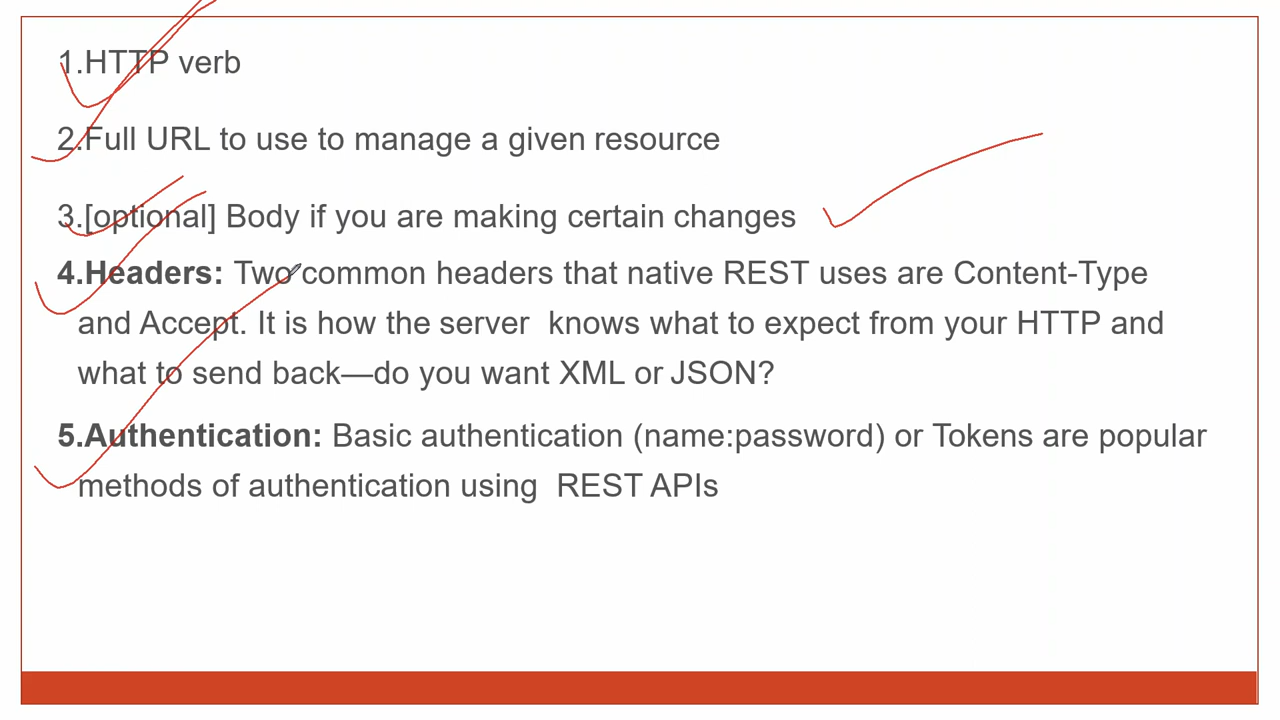 1.HTTP verb
2.Full URL to use to manage a given resource
3.[optional] Body if you are making certain changes
4.Headers: Two common headers that native REST uses are Content-Type
and Accept. It is how the server  knows what to expect from your HTTP and
what to send back—do you want XML or JSON?
5.Authentication: Basic authentication (name:password) or Tokens are popular
methods of authentication using  REST APIs